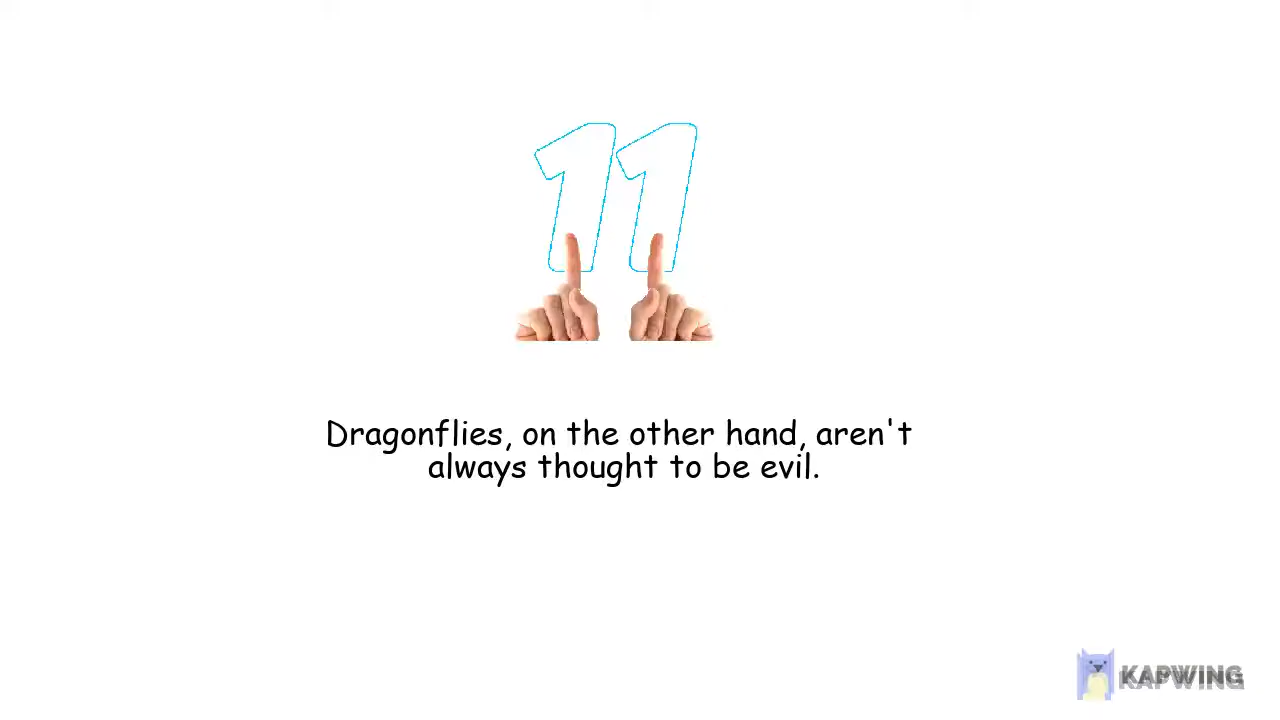 11
Dragonflies, on the other hand, aren't
always thought to be evil.
KAPWING